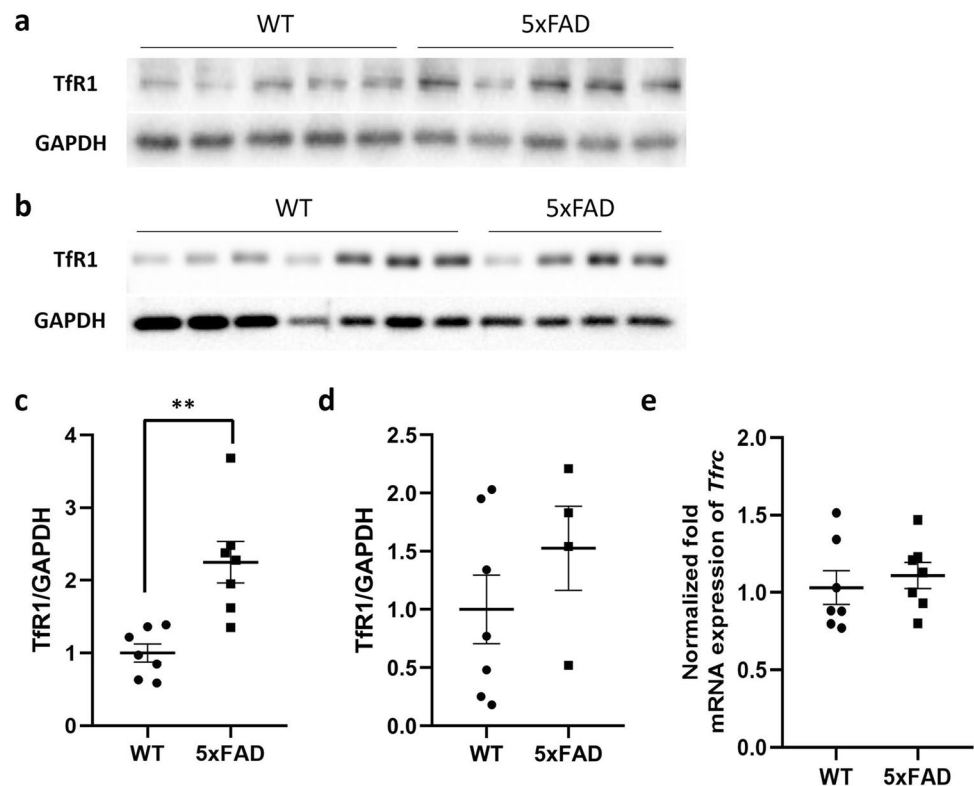 a
WT 5xFAD
TfR1
GAPDH
b
WT 5xFAD
TfR1
GAPDH
c
**
TfR1/GAPDH
4
3
2
1
0
WT 5xFAD
d
TfR1/GAPDH
2.5
2.0
1.5
1.0
0.5
0.0
WT 5xFAD
e
Normalized fold
mRNA expression of Tfrc
2.0
1.5
1.0
0.5
0.0
WT 5xFAD